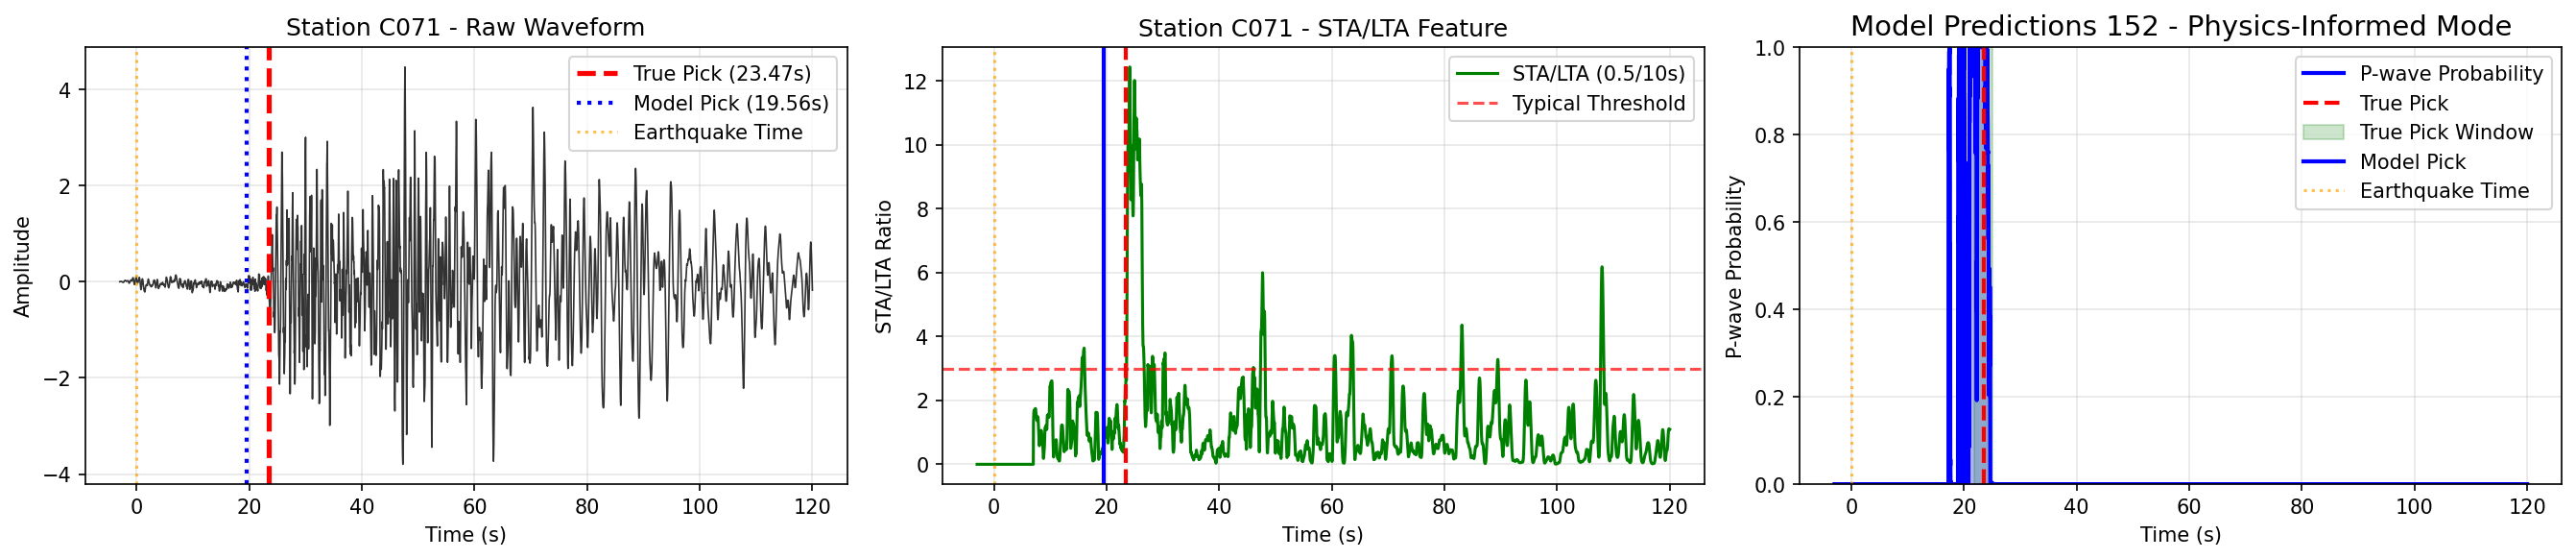 Station C071 - Raw Waveform
True Pick (23.47s)
Model Pick (19.56s)
Earthquake Time
Amplitude
4
2
0
−2
−4
0
20
40
60
80
100
120
Time (s)
Station C071 - STA/LTA Feature
STA/LTA (0.5/10s)
Typical Threshold
STA/LTA Ratio
12
10
8
6
4
2
0
0
20
40
60
80
100
120
Time (s)
Model Predictions 152 - Physics-Informed Mode
P-wave Probability
True Pick
True Pick Window
Model Pick
Earthquake Time
P-wave Probability
1.0
0.8
0.6
0.4
0.2
0.0
0
20
40
60
80
100
120
Time (s)